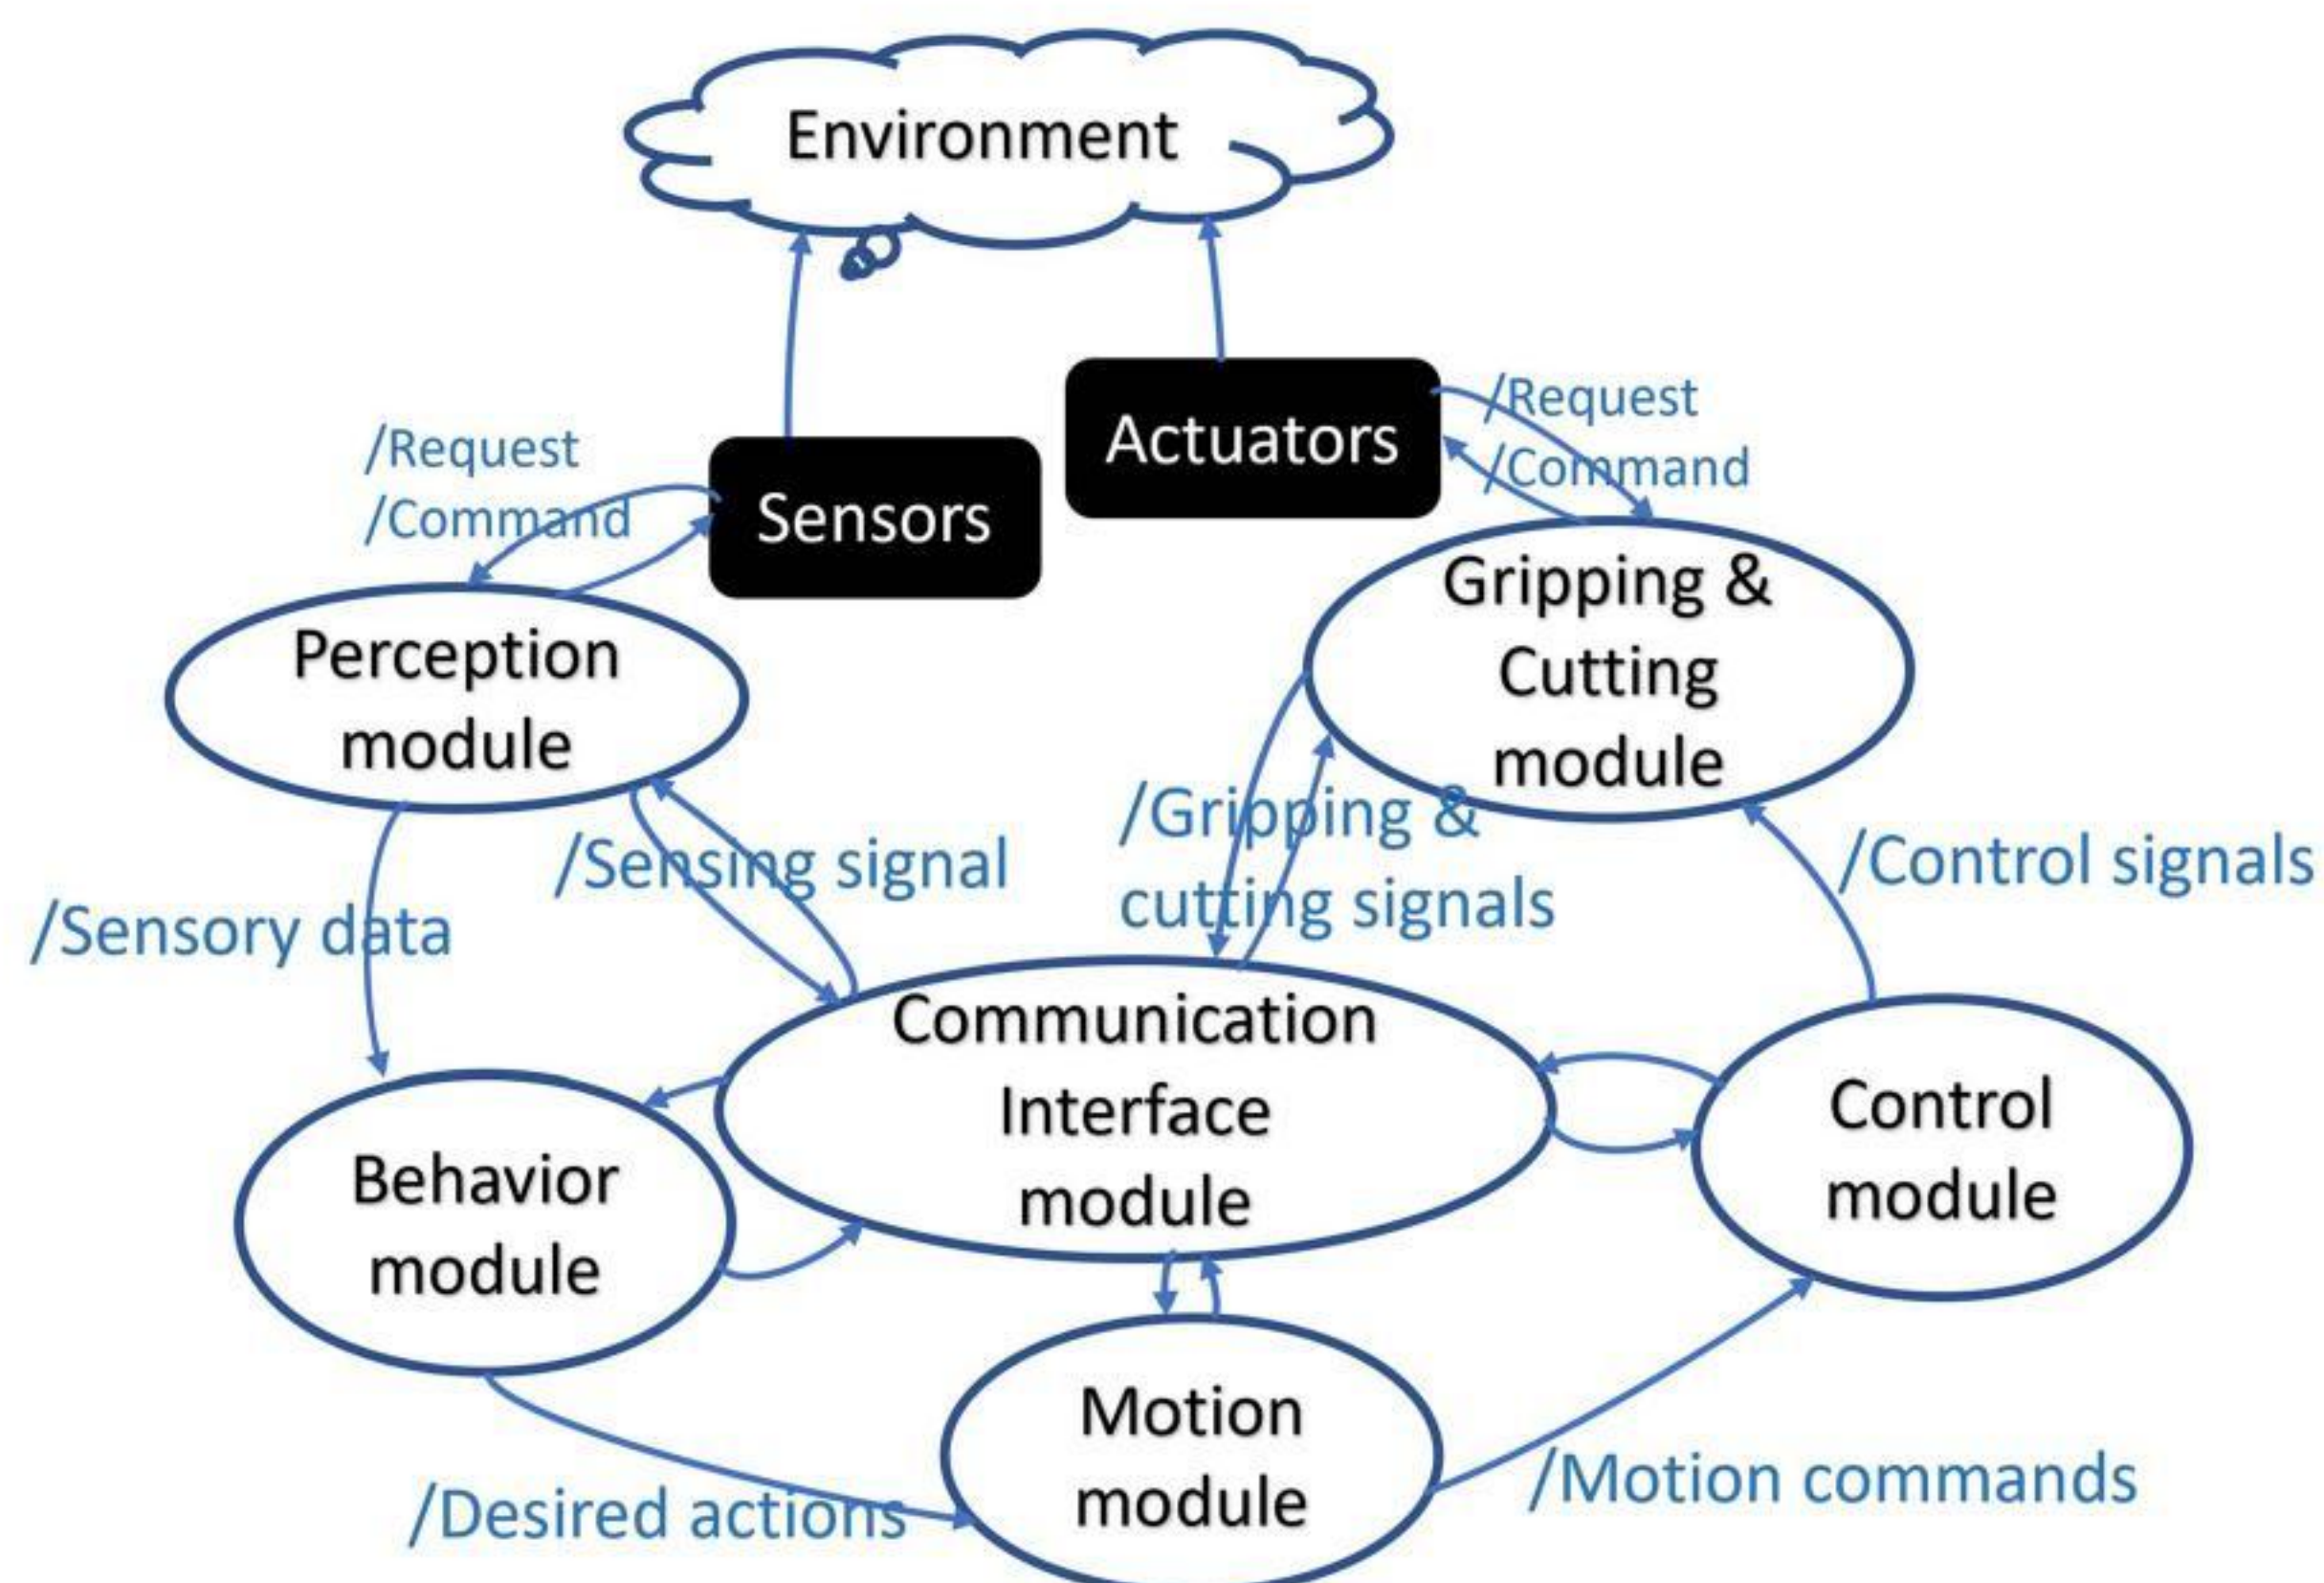 Environment
Actuators
/Request
/Command
/Request
/Command
Sensors
Gripping &
Cutting
module
Perception
module
/Gripping &
cutting signals
/Sensing signal
/Control signals
/Sensory data
Communication
Interface
module
Control
module
Behavior
module
Motion
module
/Motion commands
/Desired actions